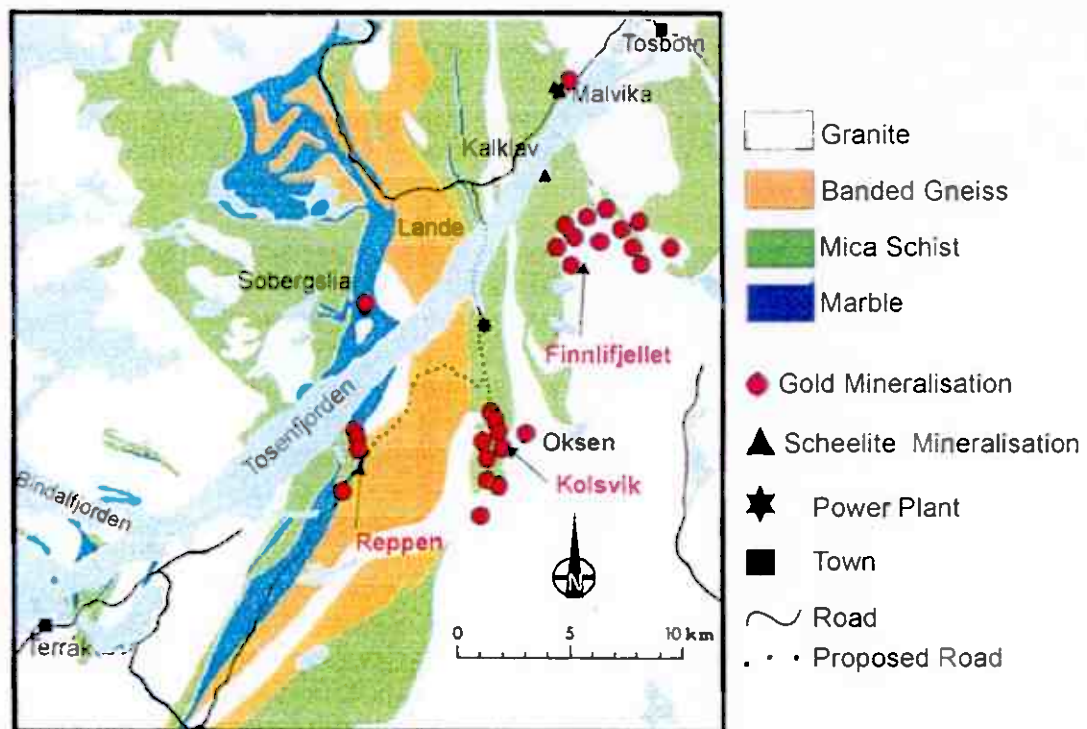 Tosbotn
Malvika
Kalklav
Lande
Sobergslia
Finnlifjellet
Tosenfjorden
Oksen
Kolsvik
Bindalfjorden
Reppen
N
0 5 10 km
Granite
Banded Gneiss
Mica Schist
Marble
Gold Mineralisation
Scheelite Mineralisation
Power Plant
Town
Road
Proposed Road